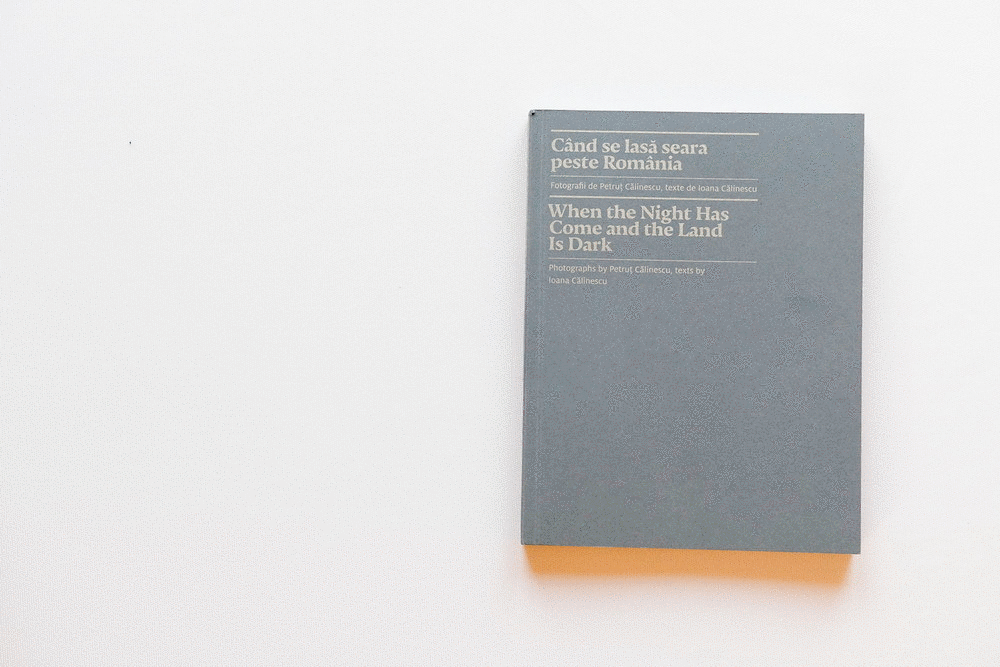 Când se lasă seara
peste România
Fotografii de Petruț Călinescu, texte de Ioana Călinescu
When the Night Has
Come and the Land
Is Dark
Photographs by Petruț Călinescu, texts by
Ioana Călinescu